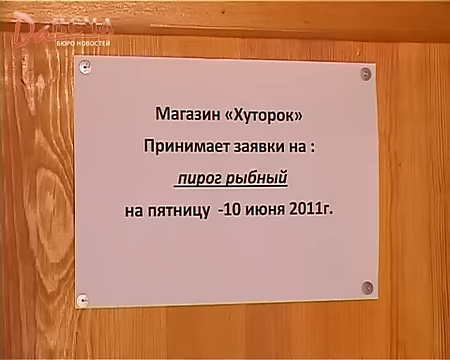 БЮРО НОВОСТЕЙ
Магазин «Хуторок»
Принимает заявки на :
пирог рыбный
на пятницу -10 июня 2011г.